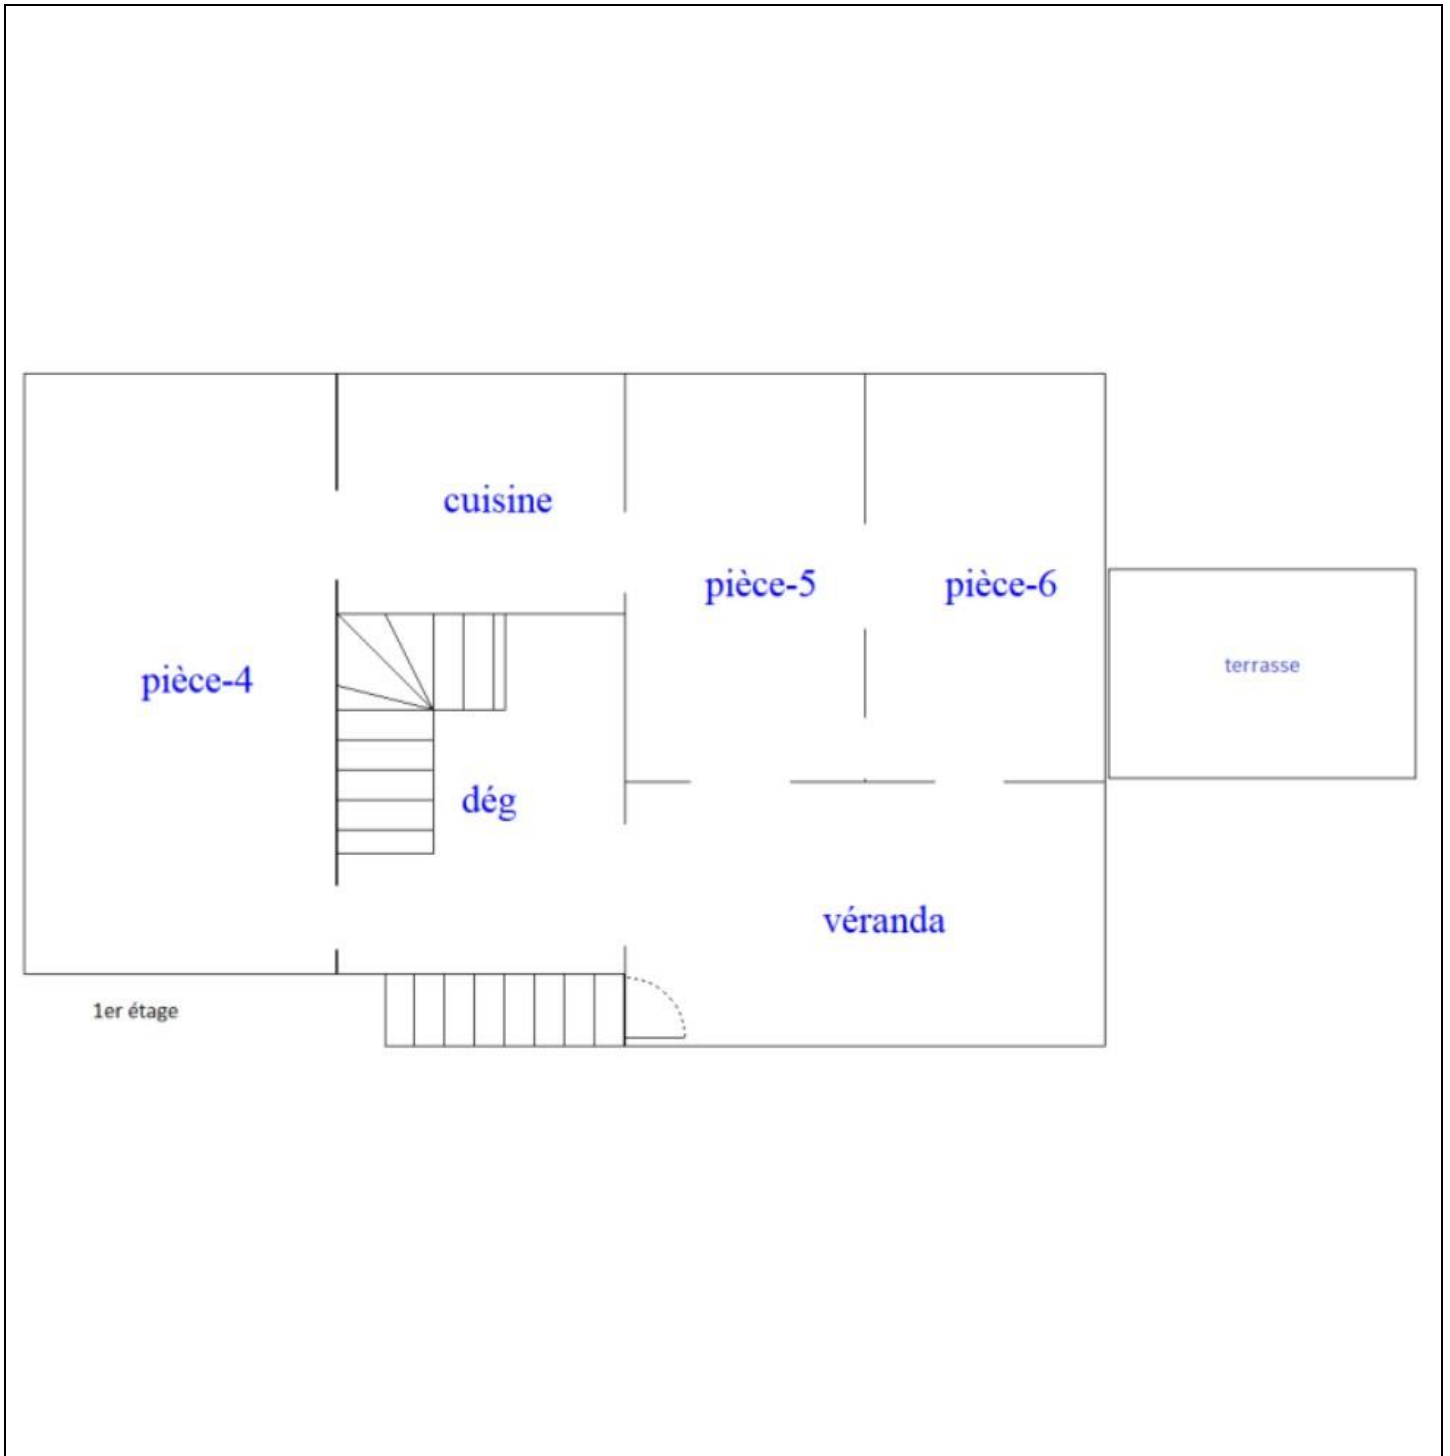 cuisine
pièce-5
pièce-6
terrasse
pièce-4
dég
véranda
1er étage